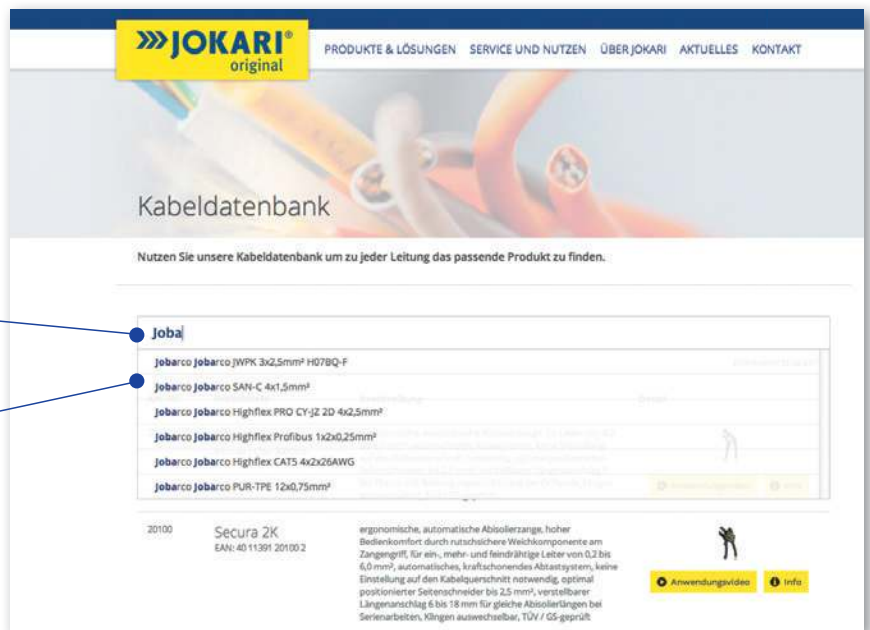 »»JOKARI®
original
PRODUKTE & LÖSUNGEN SERVICE UND NUTZEN ÜBER JOKARI AKTUELLES KONTAKT
Kabeldatenbank
Nutzen Sie unsere Kabeldatenbank um zu jeder Leitung das passende Produkt zu finden.
Joba
Jobarco Jobarco JWPK 3x2,5mm² H07BQ-F
Jobarco Jobarco SAN-C 4x1,5mm²
Jobarco Jobarco Highflex PRO CY-JZ 2D 4x2,5mm²
Jobarco Jobarco Highflex Profibus 1x2x0,25mm²
Jobarco Jobarco Highflex CAT5 4x2x26AWG
Jobarco Jobarco PUR-TPE 12x0,75mm²
Anwendungsvideo Info
20100
Secura 2K
EAN: 40 11391 20100 2
ergonomische, automatische Abisolierzange, hoher
Bedienkomfort durch rutschsichere Weichkomponente am
Zangengriff, für ein-, mehr- und feindrähtige Leiter von 0,2 bis
6,0 mm², automatisches, kraftschonendes Abtastsystem, keine
Einstellung auf den Kabelquerschnitt notwendig, optimal
positionierter Seitenschneider bis 2,5 mm², verstellbarer
Längenanschlag 6 bis 18 mm für gleiche Abisolierlängen bei
Serienarbeiten, Klingen auswechselbar, TÜV / GS-geprüft
Anwendungsvideo Info